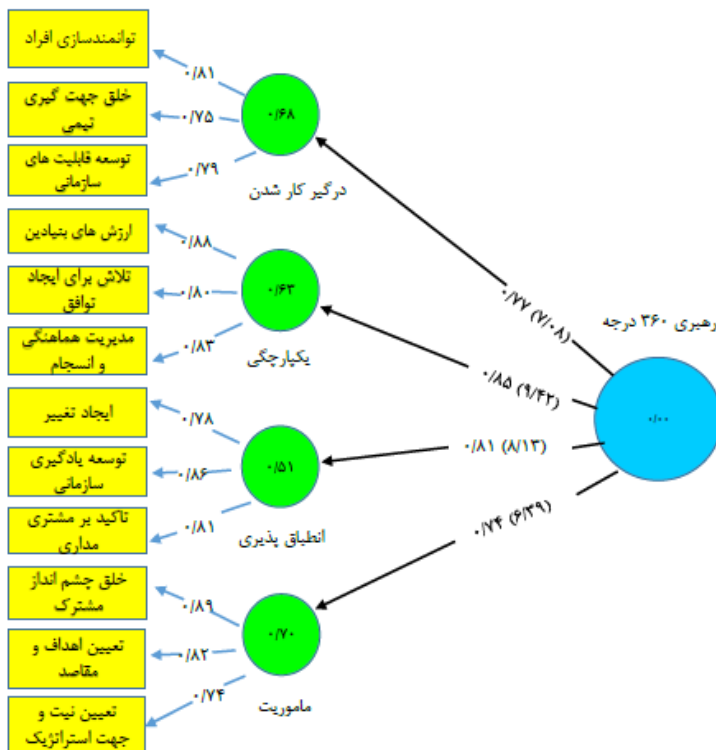 توانمندسازی افراد
۰/۸۱
خلق جهت گیری
تیمی
۰/۷۵
توسعه قابلیت های
سازمانی
۰/۷۹
۰/۶۸
درگیر کار شدن
ارزش های بنیادین
۰/۸۸
تلاش برای ایجاد
توافق
۰/۸۰
مدیریت هماهنگی
و انسجام
۰/۸۳
۰/۶۳
یکپارچگی
ایجاد تغییر
۰/۷۸
توسعه یادگیری
سازمانی
۰/۸۶
تاکید بر مشتری
مداری
۰/۸۱
۰/۵۱
انطباق پذیری
خلق چشم انداز
مشترک
۰/۸۹
تعیین اهداف و
مقاصد
۰/۸۲
تعیین نیت و
جهت استراتژیک
۰/۷۴
۰/۷۰
ماموریت
۰/۷۷ (۷/۰۸)
۰/۸۵ (۹/۴۲)
۰/۸۱ (۸/۱۳)
۰/۷۴ (۶/۳۹)
رهبری ۳۶۰ درجه
۰/۰۰